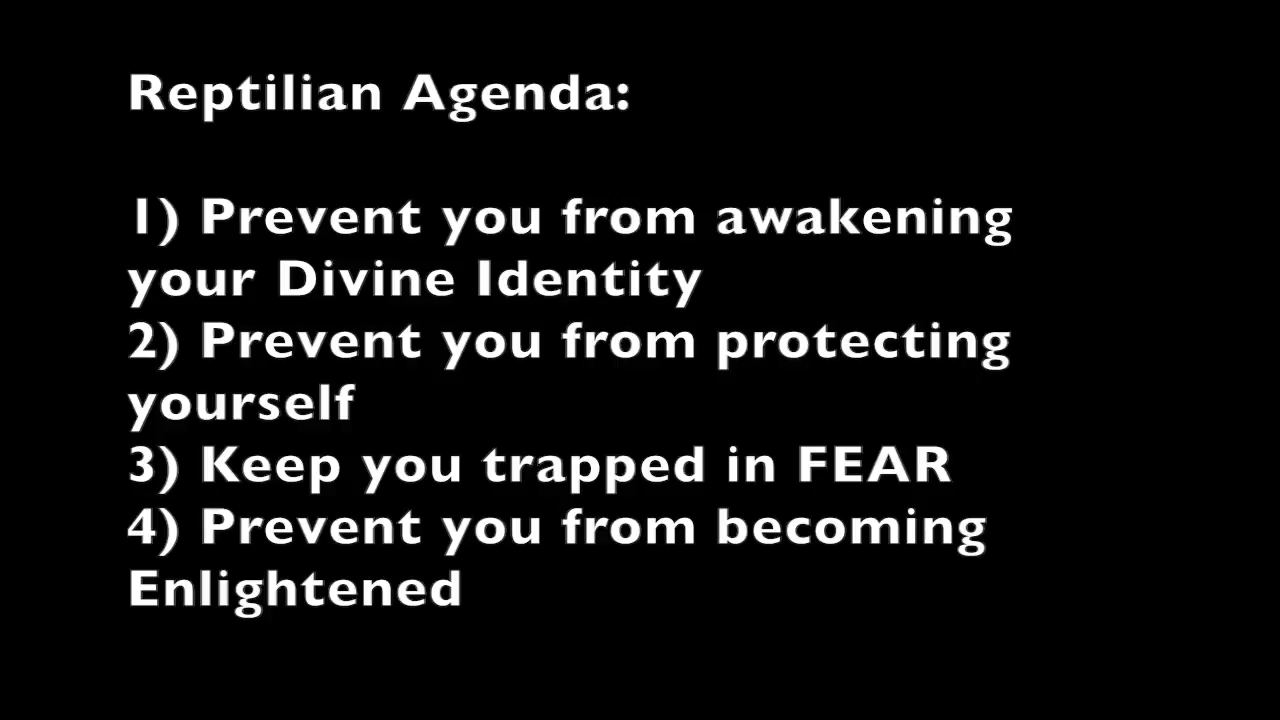 Reptilian Agenda:
1) Prevent you from awakening
your Divine Identity
2) Prevent you from protecting
yourself
3) Keep you trapped in FEAR
4) Prevent you from becoming
Enlightened